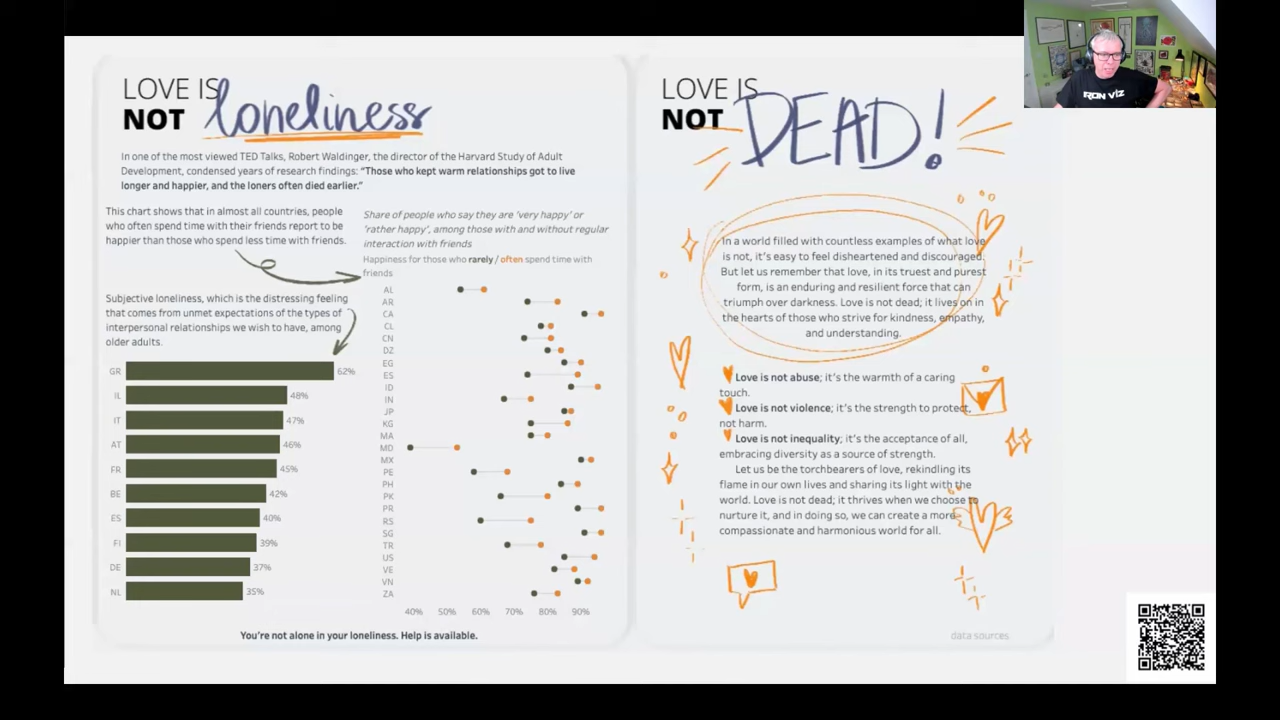 LOVE IS
NOT loneliness
In one of the most viewed TED Talks, Robert Waldinger, the director of the Harvard Study of Adult
Development, condensed years of research findings: “Those who kept warm relationships got to live
longer and happier, and the loners often died earlier.”
This chart shows that in almost all countries, people
who often spend time with their friends report to be
happier than those who spend less time with friends.
Subjective loneliness, which is the distressing feeling
that comes from unmet expectations of the types of
interpersonal relationships we wish to have, among
older adults.
GR 62%
IL 48%
IT 47%
AT 46%
FR 45%
BE 42%
ES 40%
FI 39%
DE 37%
NL 35%
Share of people who say they are ‘very happy’ or
‘rather happy’, among those with and without regular
interaction with friends
Happiness for those who rarely / often spend time with
friends
AL
AR
CA
CL
CN
DZ
EG
ES
ID
IN
JP
KG
MA
MD
MX
PE
PH
PK
PR
RS
SG
TR
US
VE
VN
ZA
40% 50% 60% 70% 80% 90%
You're not alone in your loneliness. Help is available.
LOVE IS
NOT DEAD!
In a world filled with countless examples of what love
is not, it's easy to feel disheartened and discouraged.
But let us remember that love, in its truest and purest
form, is an enduring and resilient force that can
triumph over darkness. Love is not dead; it lives on in
the hearts of those who strive for kindness, empathy,
and understanding.
Love is not abuse; it's the warmth of a caring
touch.
Love is not violence; it's the strength to protect,
not harm.
Love is not inequality; it's the acceptance of all,
embracing diversity as a source of strength.
Let us be the torchbearers of love, rekindling its
flame in our own lives and sharing its light with the
world. Love is not dead; it thrives when we choose to
nurture it, and in doing so, we can create a more
compassionate and harmonious world for all.
data sources
RON VIZ